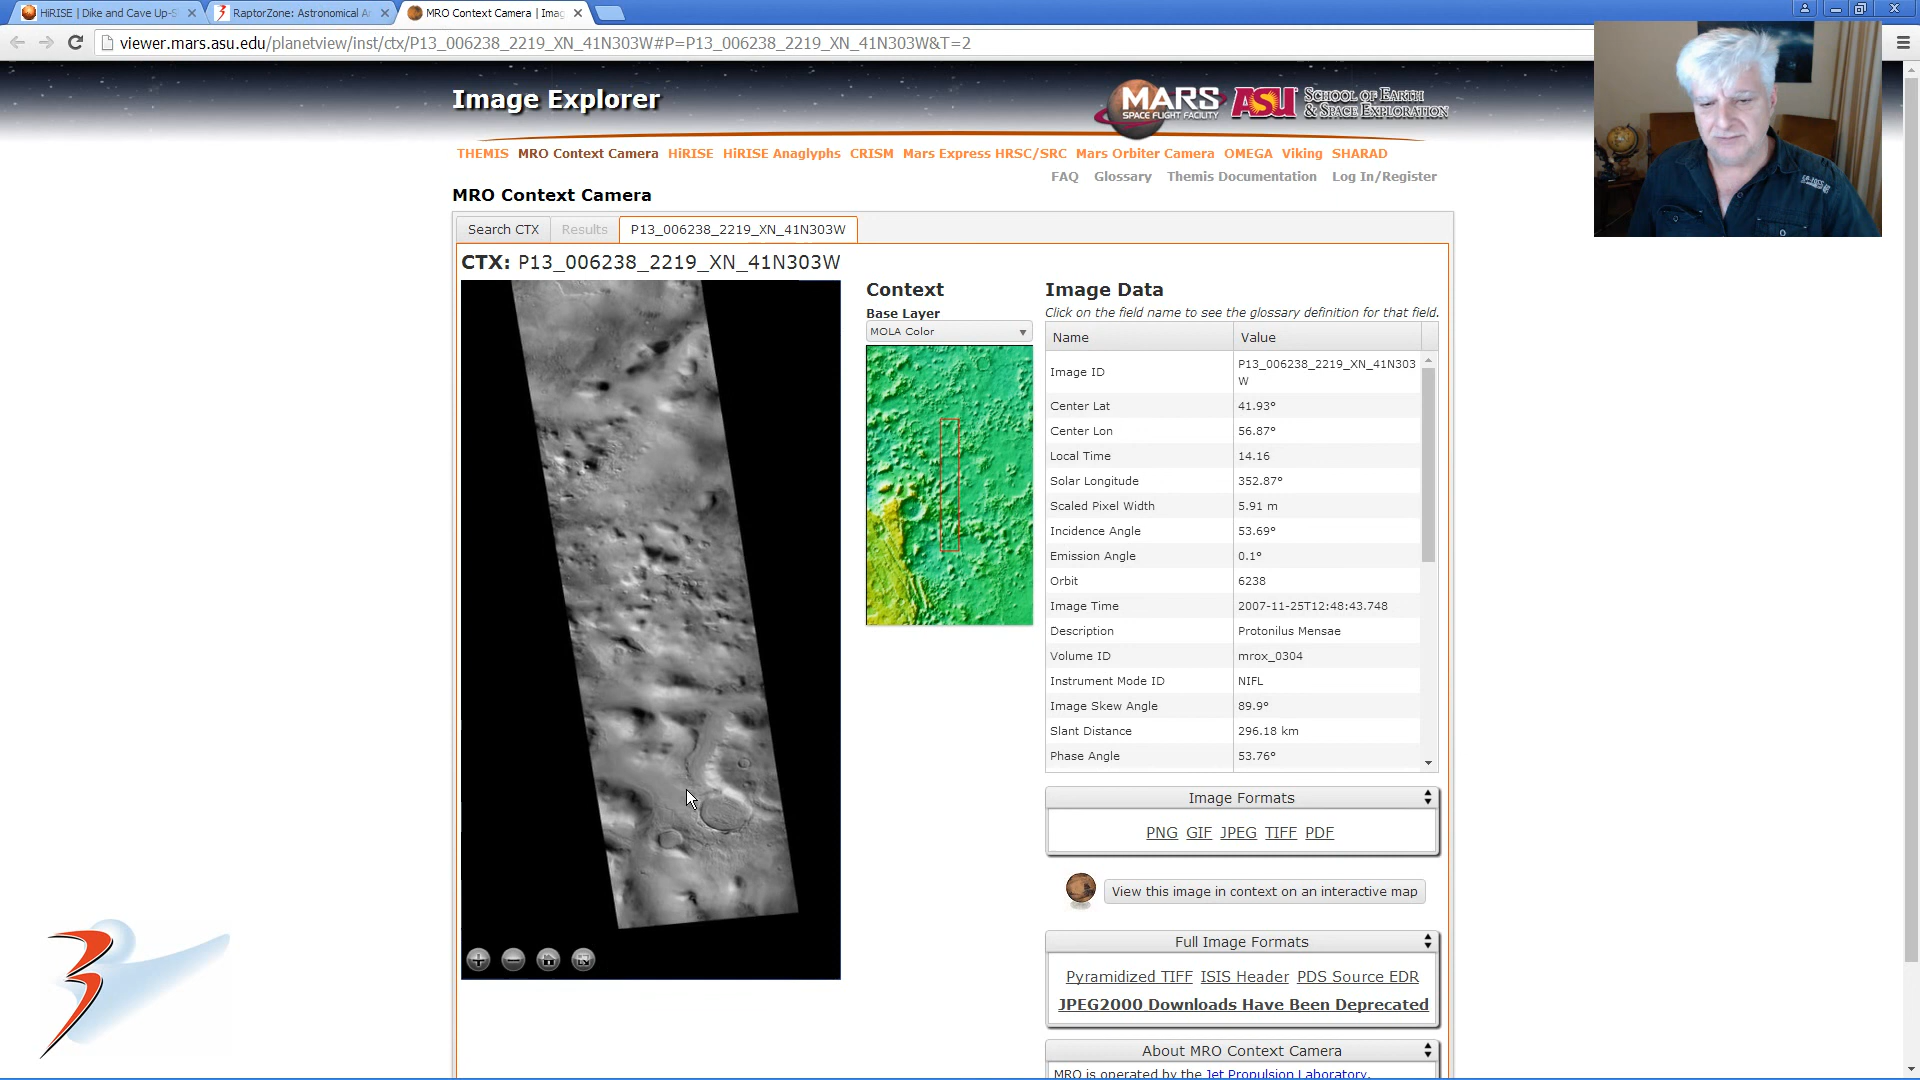 HiRISE | Dike and Cave Up-S
RaptorZone: Astronomical A
MRO Context Camera | Imag
viewer.mars.asu.edu/planetview/inst/ctx/P13_006238_2219_XN_41N303W#P=P13_006238_2219_XN_41N303W&T=2
Image Explorer
MARS
SPACE FLIGHT FACILITY
ASU
SCHOOL OF EARTH
& SPACE EXPLORATION
THEMIS MRO Context Camera HiRISE HiRISE Anaglyphs CRISM Mars Express HRSC/SRC Mars Orbiter Camera OMEGA Viking SHARAD
FAQ Glossary Themis Documentation Log In/Register
MRO Context Camera
Search CTX Results P13_006238_2219_XN_41N303W
CTX: P13_006238_2219_XN_41N303W
Context
Base Layer
MOLA Color
Image Data
Click on the field name to see the glossary definition for that field.
Name Value
Image ID P13_006238_2219_XN_41N303
W
Center Lat 41.93°
Center Lon 56.87°
Local Time 14.16
Solar Longitude 352.87°
Scaled Pixel Width 5.91 m
Incidence Angle 53.69°
Emission Angle 0.1°
Orbit 6238
Image Time 2007-11-25T12:48:43.748
Description Protonilus Mensae
Volume ID mrox_0304
Instrument Mode ID NIFL
Image Skew Angle 89.9°
Slant Distance 296.18 km
Phase Angle 53.76°
Image Formats
PNG GIF JPEG TIFF PDF
View this image in context on an interactive map
Full Image Formats
Pyramidized TIFF ISIS Header PDS Source EDR
JPEG2000 Downloads Have Been Deprecated
About MRO Context Camera
MRO is operated by the Jet Propulsion Laboratory.